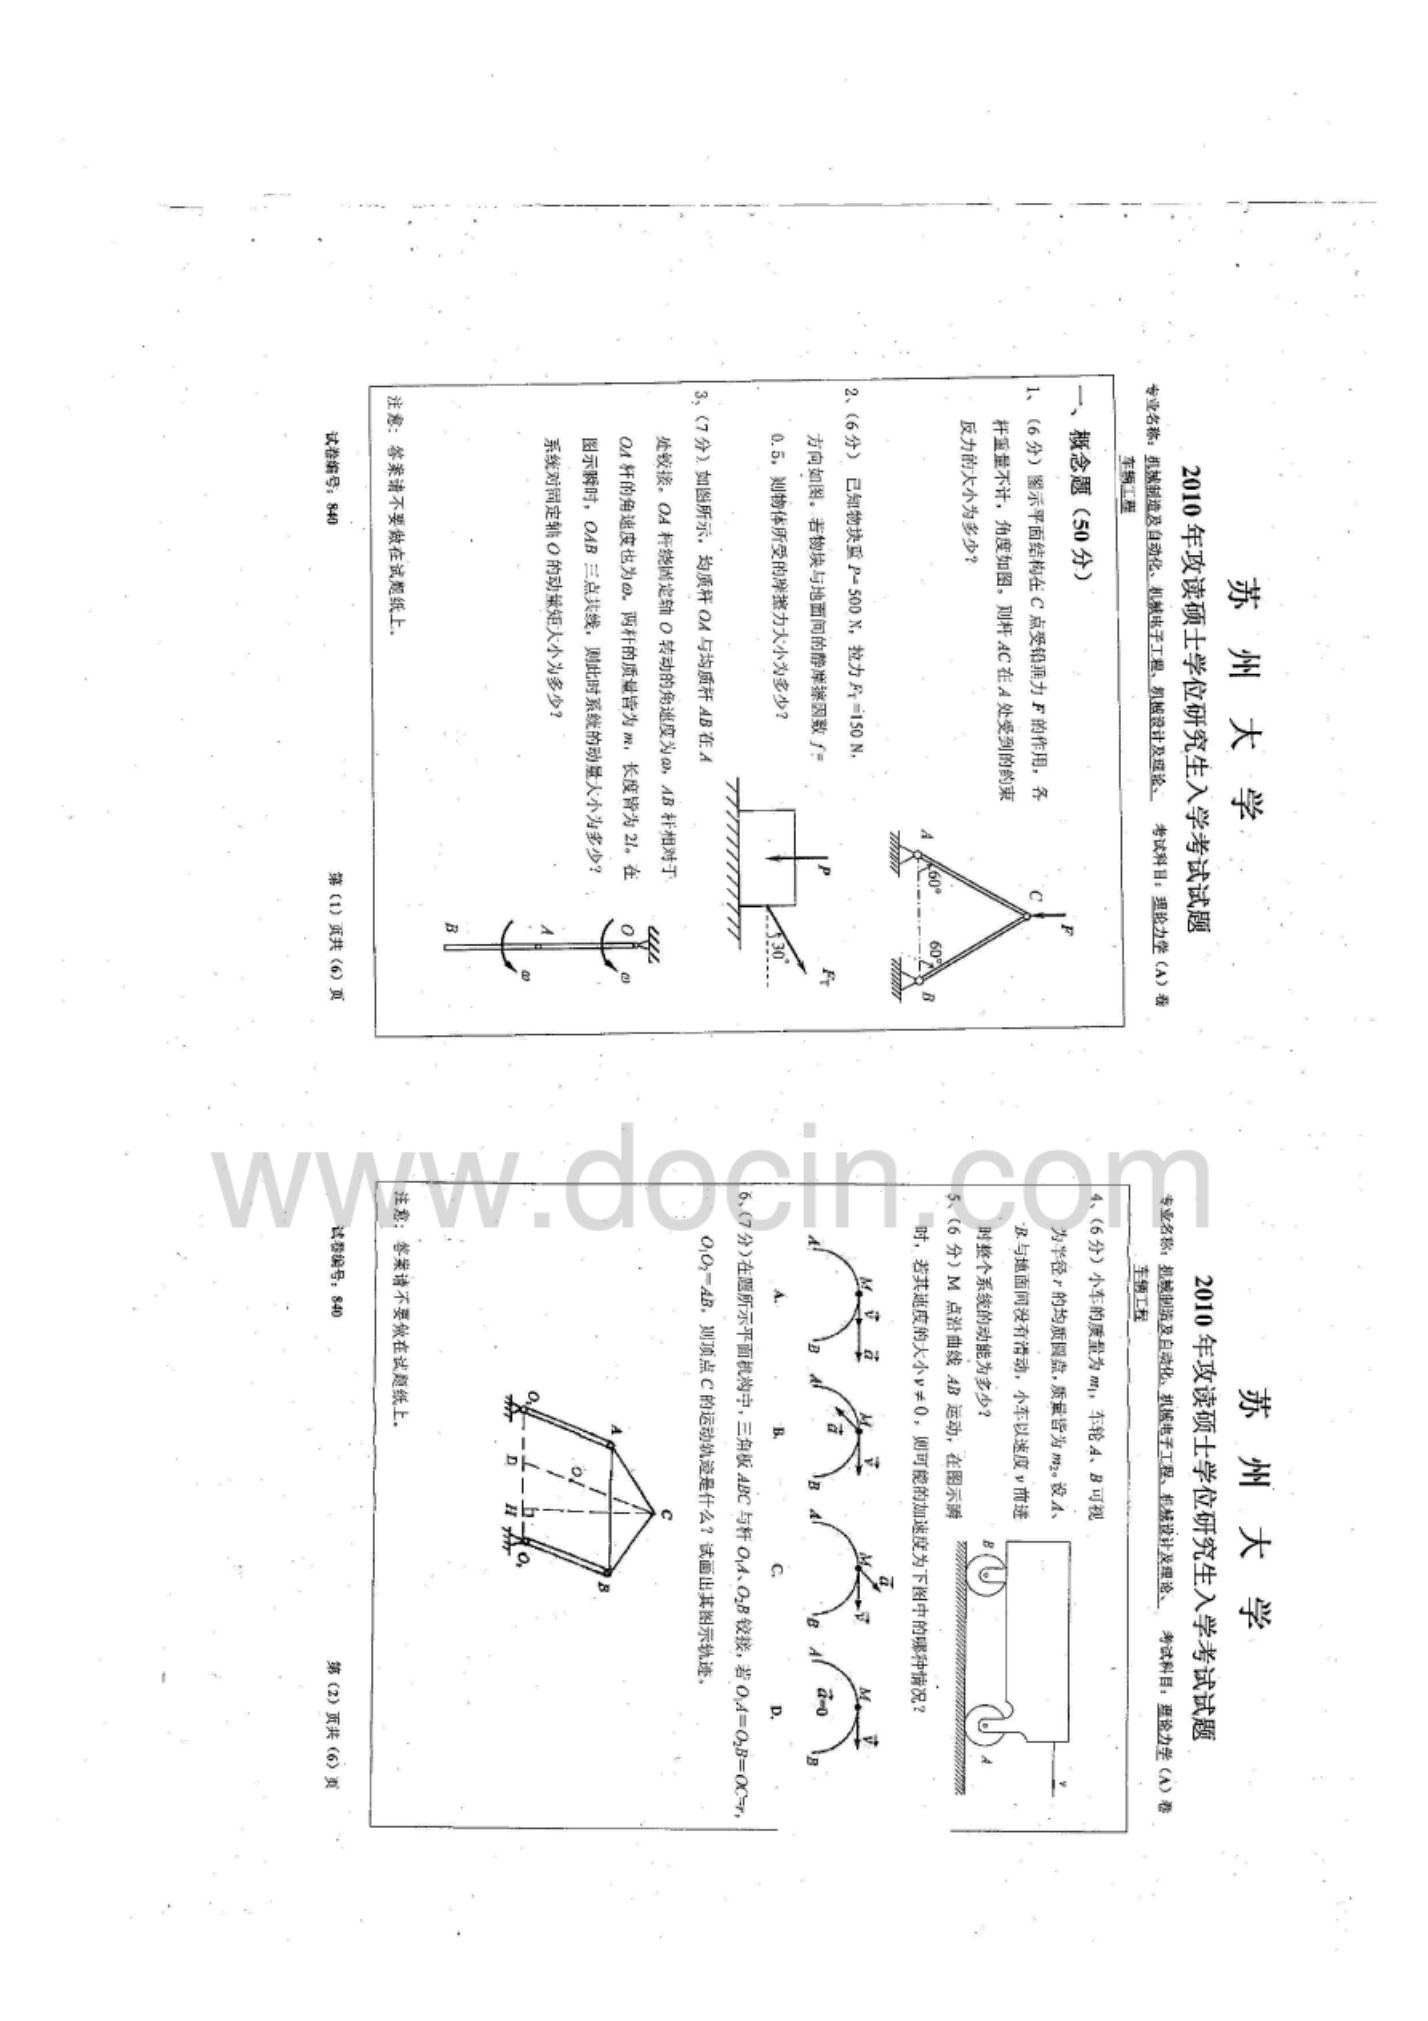 苏州大学
2010年攻读硕士学位研究生入学考试试题
专业名称：机械制造及自动化、机械电子工程、机械设计及理论、 考试科目：理论力学（A）卷
车辆工程
一、概念题（50分）
1、（6分）图示平面结构在C点受铅垂力F的作用，各
杆重量不计，角度如图。则杆AC在A处受到的约束
反力的大小为多少？
F
C
A 60° 60° B
2、（6分） 已知物块重P=500 N，拉力F_T=150 N，
方向如图。若物块与地面间的静摩擦因数f=
0.5，则物体所受的摩擦力大小为多少？
P
F_T
30°
3、（7分）如图所示，均质杆OA与均质杆AB在A
处铰接。OA杆绕固定轴O转动的角速度为ω，AB杆相对于
OA杆的角速度也为ω。两杆的质量皆为m，长度皆为2l。在
图示瞬时，OAB三点共线，则此时系统的动量大小为多少？
系统对固定轴O的动量矩大小为多少？
O
ω
A
ω
B
注意：答案请不要做在试题纸上。
试卷编号：840 第（1）页共（6）页
苏州大学
2010年攻读硕士学位研究生入学考试试题
专业名称：机械制造及自动化、机械电子工程、机械设计及理论、 考试科目：理论力学（A）卷
车辆工程
4、（6分）小车的质量为m₁，车轮A、B可视
为半径r的均质圆盘，质量皆为m₂。设A、
B与地面间没有滑动，小车以速度v前进
时整个系统的动能为多少？
v
B A
5、（6分）M点沿曲线AB运动，在图示瞬
时，若其速度的大小v≠0，则可能的加速度为下图中的哪种情况？
M v a A B
M v a A B
M a v A B
M v a=0 A B
A. B. C. D.
6、（7分）在题所示平面机构中，三角板ABC与杆O₁A、O₂B铰接，若O₁A=O₂B=OC=r，
O₁O₂=AB，则顶点C的运动轨迹是什么？试画出其图示轨迹。
C
A B
O
O₁ D H O₂
注意：答案请不要做在试题纸上。
试卷编号：840 第（2）页共（6）页
www.docin.com